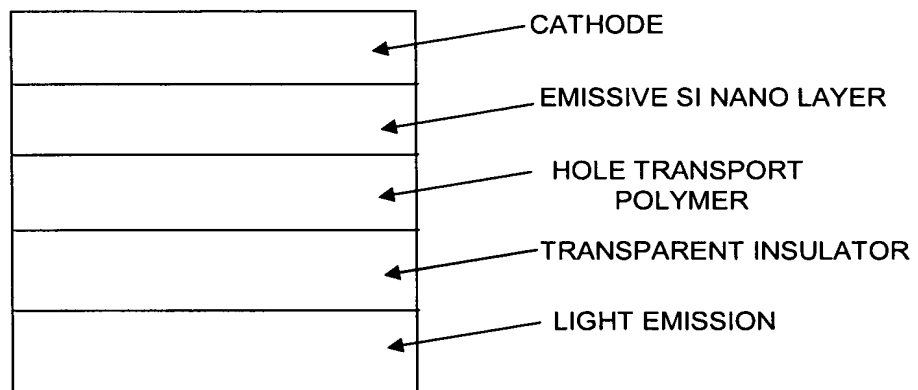 CATHODE
EMISSIVE SI NANO LAYER
HOLE TRANSPORT
POLYMER
TRANSPARENT INSULATOR
LIGHT EMISSION